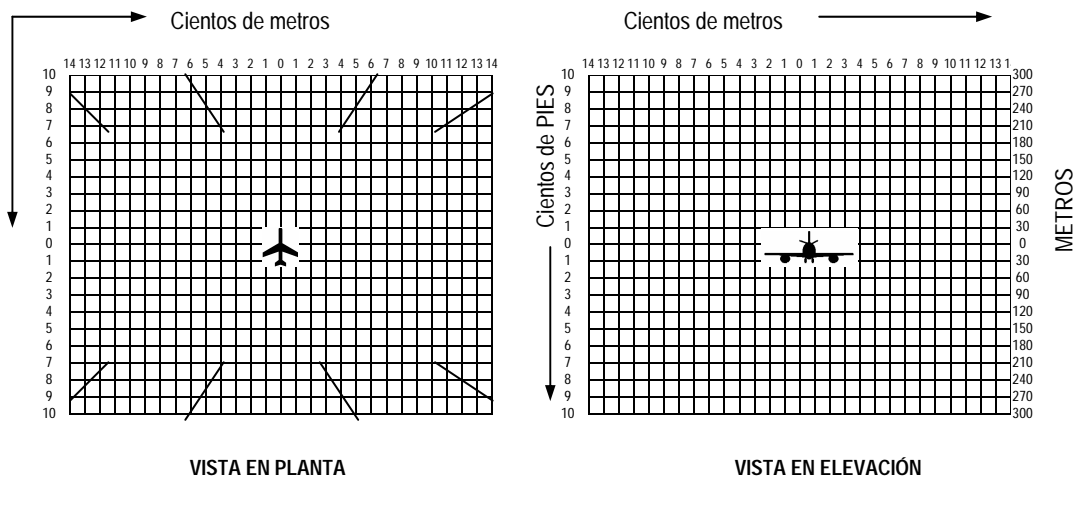 Cientos de metros
Cientos de metros
14 13 12 11 10 9 8 7 6 5 4 3 2 1 0 1 2 3 4 5 6 7 8 9 10 11 12 13 14
14 13 12 11 10 9 8 7 6 5 4 3 2 1 0 1 2 3 4 5 6 7 8 9 10 11 12 13 1
10 10 300
9 9 270
8 8 240
7 7 210
6 6 180
5 5 150
4 4 120
3 3 90
2 2 60
1 1 30
0 0 0
1 1 30
2 2 60
3 3 90
4 4 120
5 5 150
6 6 180
7 7 210
8 8 240
9 9 270
10 10 300
Cientos de PIES
METROS
VISTA EN PLANTA
VISTA EN ELEVACIÓN